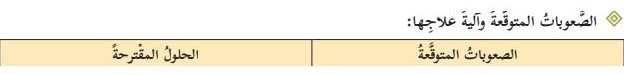 الصَّعوباتُ المتوقّعةُ وآليةُ علاجِها:
الصعوباتُ المتوقَّعةُ	الحلولُ المقْترحةُ